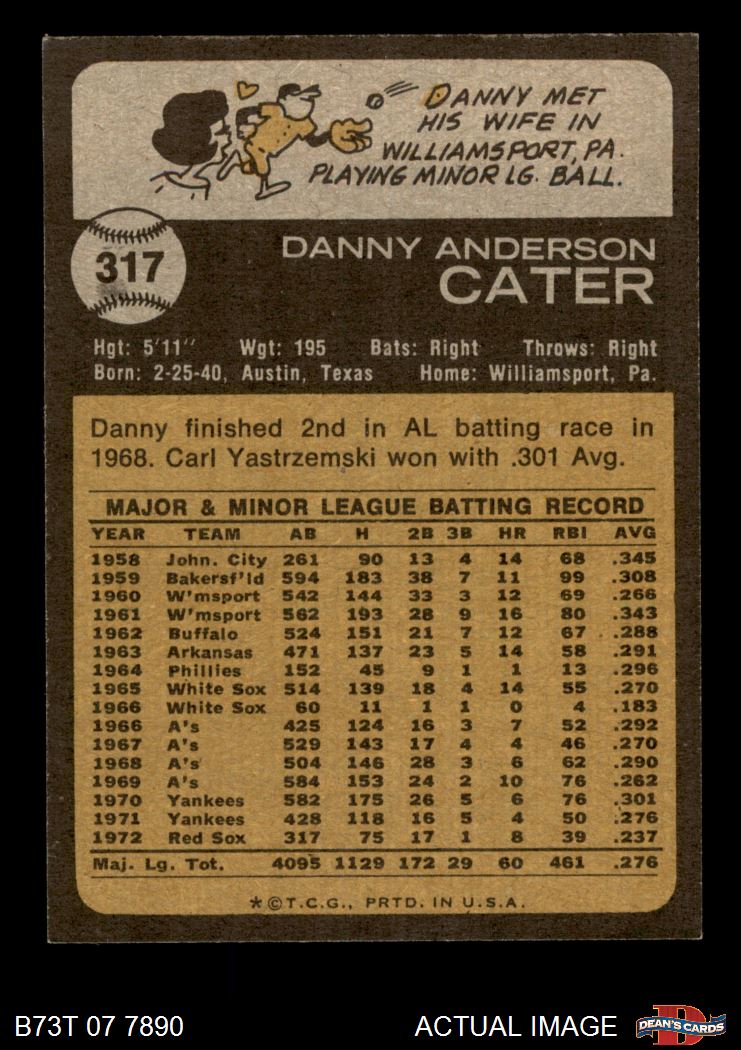 DANNY MET
HIS WIFE IN
WILLIAMSPORT, PA.
PLAYING MINOR LG. BALL.
317
DANNY ANDERSON
CATER
Hgt: 5'11" Wgt: 195 Bats: Right Throws: Right
Born: 2-25-40, Austin, Texas Home: Williamsport, Pa.
Danny finished 2nd in AL batting race in
1968. Carl Yastrzemski won with .301 Avg.
MAJOR & MINOR LEAGUE BATTING RECORD
YEAR TEAM AB H 2B 3B HR RBI AVG
1958 John. City 261 90 13 4 14 68 .345
1959 Bakersf'ld 594 183 38 7 11 99 .308
1960 W'msport 542 144 33 3 12 69 .266
1961 W'msport 562 193 28 9 16 80 .343
1962 Buffalo 524 151 21 7 12 67 .288
1963 Arkansas 471 137 23 5 14 58 .291
1964 Phillies 152 45 9 1 1 13 .296
1965 White Sox 514 139 18 4 14 55 .270
1966 White Sox 60 11 1 1 0 4 .183
1966 A's 425 124 16 3 7 52 .292
1967 A's 529 143 17 4 4 46 .270
1968 A's 504 146 28 3 6 62 .290
1969 A's 584 153 24 2 10 76 .262
1970 Yankees 582 175 26 5 6 76 .301
1971 Yankees 428 118 16 5 4 50 .276
1972 Red Sox 317 75 17 1 8 39 .237
Maj. Lg. Tot. 4095 1129 172 29 60 461 .276
*©T.C.G., PRTD. IN U.S.A.
B73T 07 7890 ACTUAL IMAGE D DEAN'S CARDS